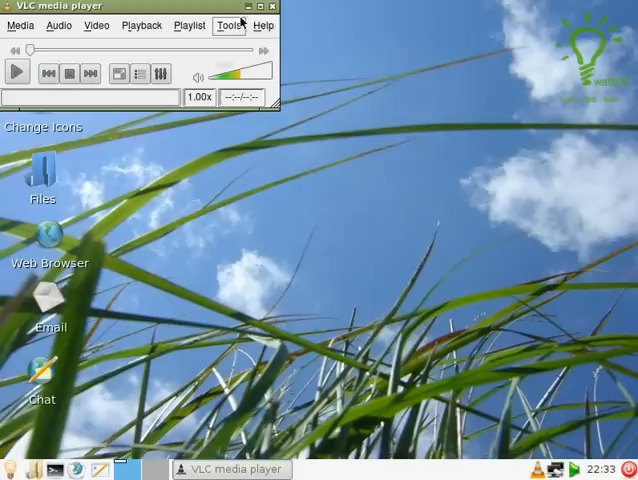 VLC media player
Media Audio Video Playback Playlist Tools Help
1.00x --:--/--:--
Change Icons
Files
Web Browser
Email
Chat
VLC media player
22:33